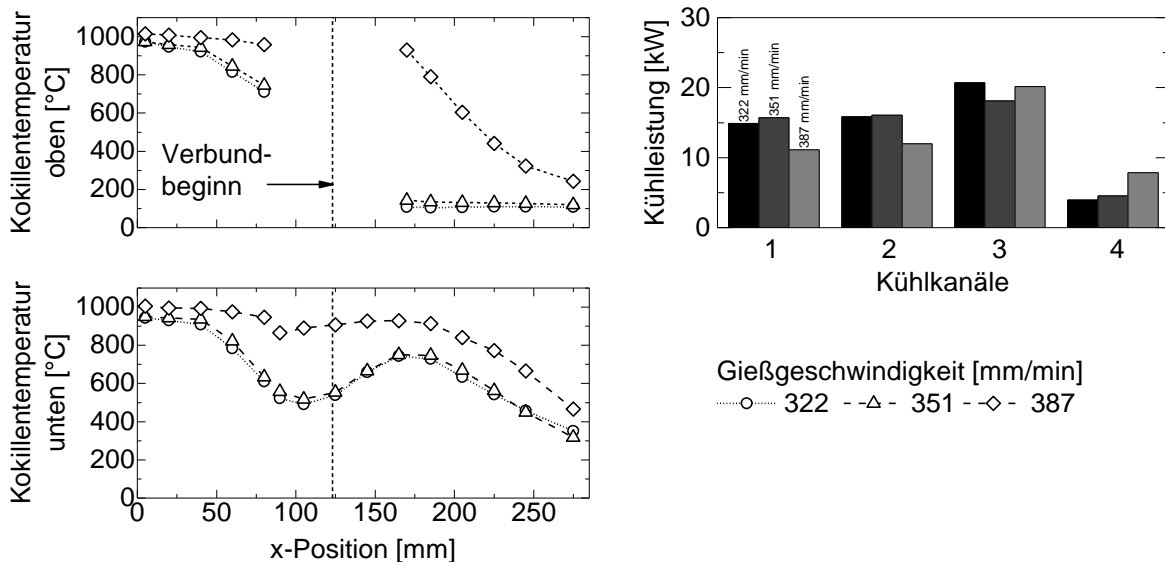 Kokillentemperatur
oben [°C]
1000
800
600
400
200
0
Verbund-
beginn
Kokillentemperatur
unten [°C]
1000
800
600
400
200
0
0 50 100 150 200 250
x-Position [mm]
Kühlleistung [kW]
30
20
10
0
322 mm/min
351 mm/min
387 mm/min
1 2 3 4
Kühlkanäle
Gießgeschwindigkeit [mm/min]
322 351 387